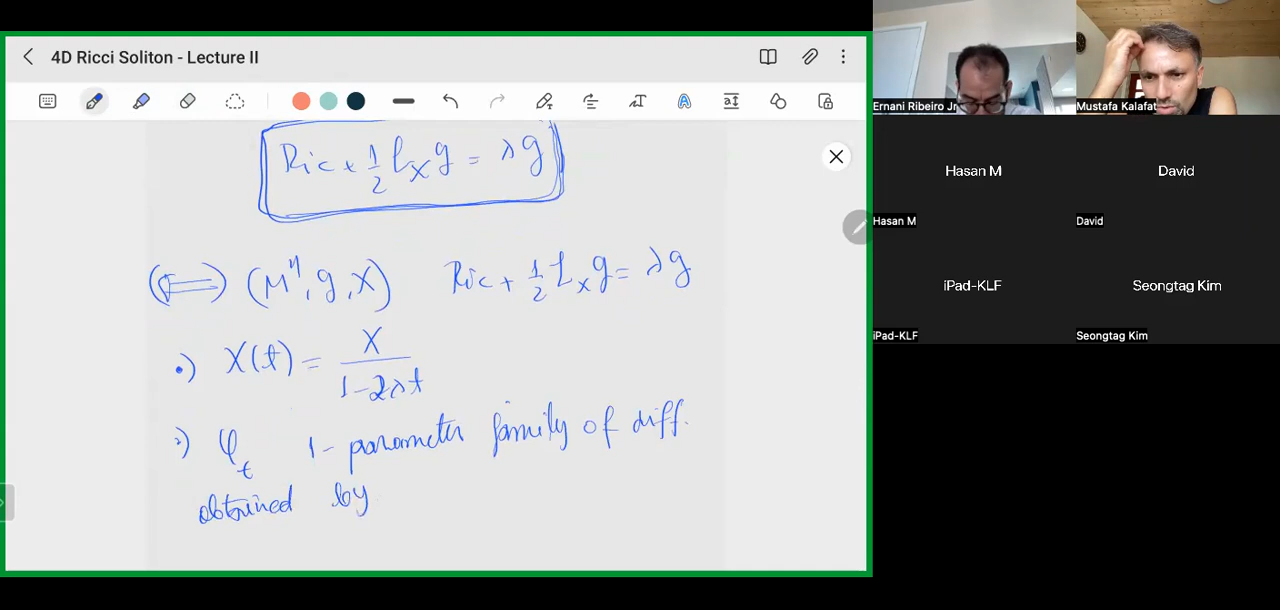 4D Ricci Soliton - Lecture II
Ric + 1/2 L_X g = λg
(⟸) (Mⁿ, g, X) Ric + 1/2 L_X g = λg
•) X(t) = X / (1-2λt)
•) φ_t 1-parameter family of diff.
obtained by
Ernani Ribeiro Jr
Mustafa Kalafat
Hasan M
Hasan M
David
David
iPad-KLF
iPad-KLF
Seongtag Kim
Seongtag Kim